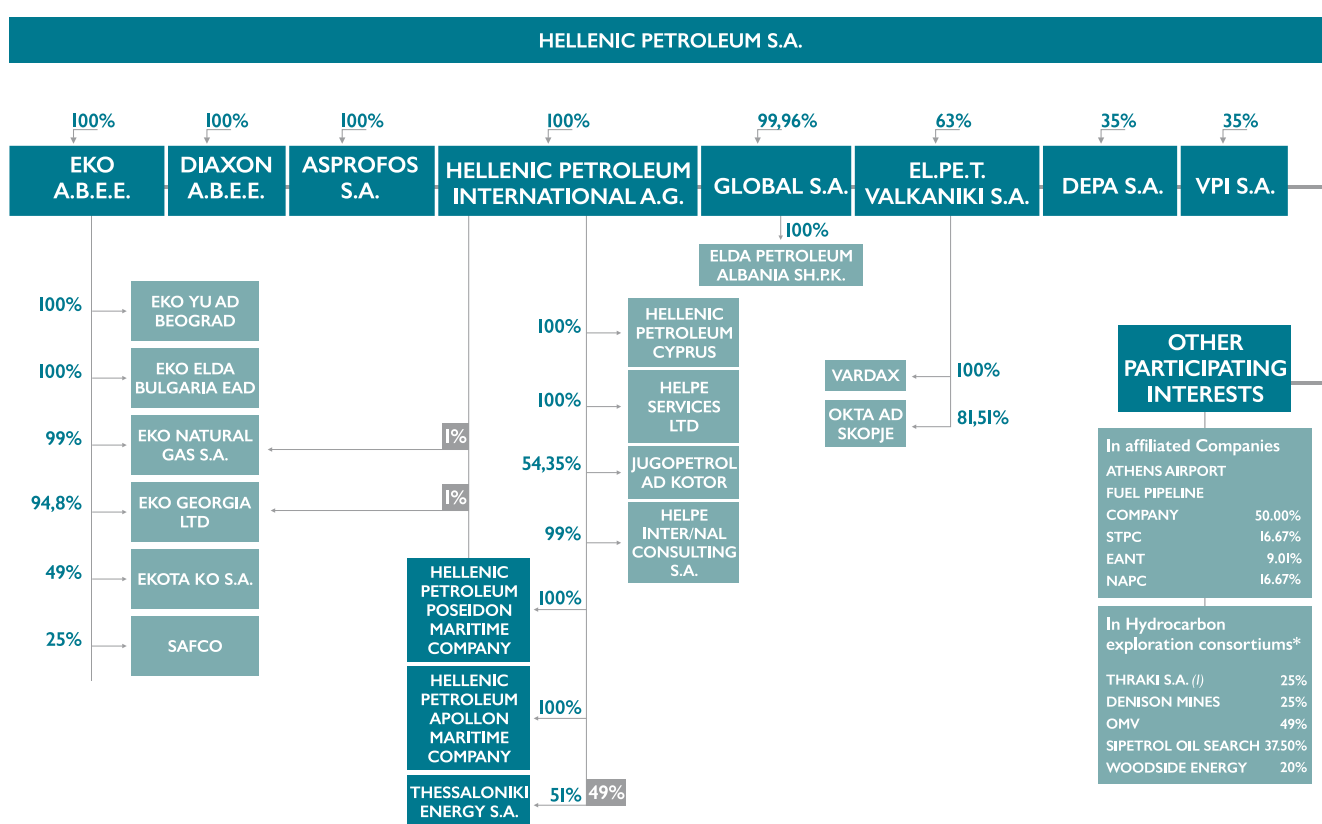 HELLENIC PETROLEUM S.A.
100%
100%
100%
100%
99,96%
63%
35%
35%
EKO
A.B.E.E.
DIAXON
A.B.E.E.
ASPROFOS
S.A.
HELLENIC PETROLEUM
INTERNATIONAL A.G.
GLOBAL S.A.
EL.PE.T.
VALKANIKI S.A.
DEPA S.A.
VPI S.A.
100%
EKO YU AD
BEOGRAD
100%
EKO ELDA
BULGARIA EAD
99%
EKO NATURAL
GAS S.A.
1%
94,8%
EKO GEORGIA
LTD
1%
49%
EKOTA KO S.A.
25%
SAFCO
100%
HELLENIC
PETROLEUM
CYPRUS
100%
HELPE
SERVICES
LTD
54,35%
JUGOPETROL
AD KOTOR
99%
HELPE
INTER/NAL
CONSULTING
S.A.
HELLENIC
PETROLEUM
POSEIDON
MARITIME
COMPANY
100%
HELLENIC
PETROLEUM
APOLLON
MARITIME
COMPANY
100%
THESSALONIKI
ENERGY S.A.
51%
49%
100%
ELDA PETROLEUM
ALBANIA SH.P.K.
VARDAX
100%
OKTA AD
SKOPJE
81,51%
OTHER
PARTICIPATING
INTERESTS
In affiliated Companies
ATHENS AIRPORT
FUEL PIPELINE
COMPANY 50.00%
STPC 16.67%
EANT 9.01%
NAPC 16.67%
In Hydrocarbon
exploration consortiums*
THRAKI S.A. (1) 25%
DENISON MINES 25%
OMV 49%
SIPETROL OIL SEARCH 37.50%
WOODSIDE ENERGY 20%